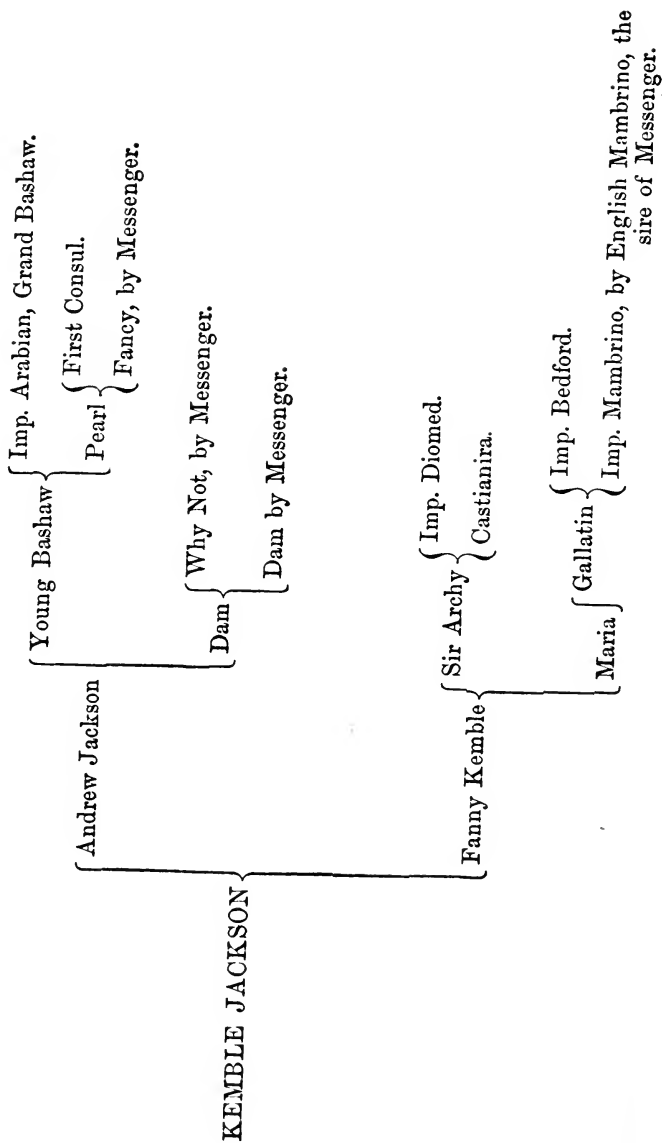 KEMBLE JACKSON
Andrew Jackson
Young Bashaw
Imp. Arabian, Grand Bashaw.
Pearl
First Consul.
Fancy, by Messenger.
Dam
Why Not, by Messenger.
Dam by Messenger.
Fanny Kemble
Sir Archy
Imp. Diomed.
Castianira.
Maria
Gallatin
Imp. Bedford.
Imp. Mambrino, by English Mambrino, the
sire of Messenger.